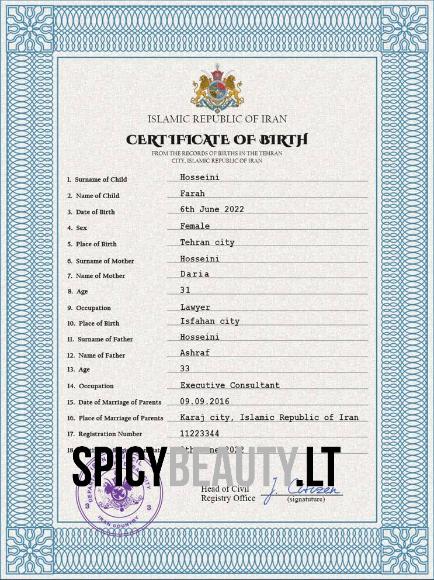 ISLAMIC REPUBLIC OF IRAN
CERTIFICATE OF BIRTH
FROM THE RECORDS OF BIRTHS IN THE TEHRAN
CITY, ISLAMIC REPUBLIC OF IRAN
1. Surname of Child Hosseini
2. Name of Child Farah
3. Date of Birth 6th June 2022
4. Sex Female
5. Place of Birth Tehran city
6. Surname of Mother Hosseini
7. Name of Mother Daria
8. Age 31
9. Occupation Lawyer
10. Place of Birth Isfahan city
11. Surname of Father Hosseini
12. Name of Father Ashraf
13. Age 33
14. Occupation Executive Consultant
15. Date of Marriage of Parents 09.09.2016
16. Place of Marriage of Parents Karaj city, Islamic Republic of Iran
17. Registration Number 11223344
2022
SPICYBEAUTY.LT
Head of Civil
Registry Office
J. Citizen
(signature)